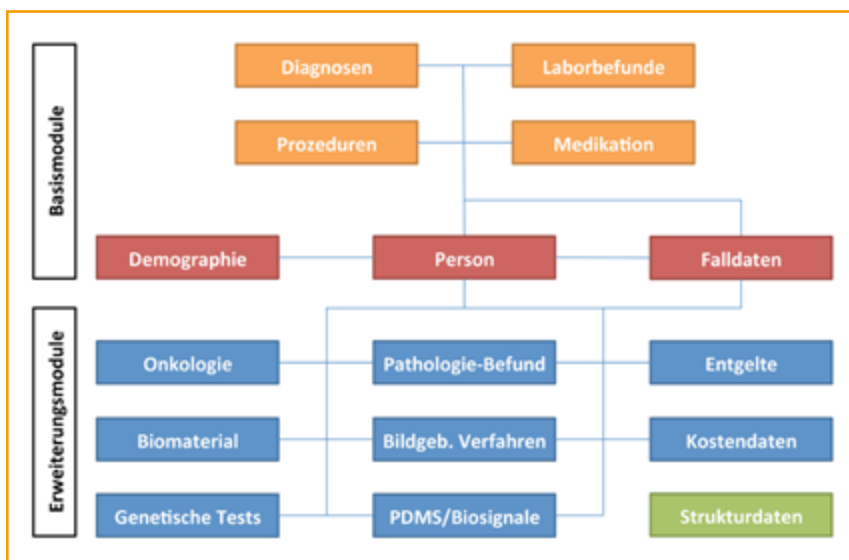 Basismodule
Diagnosen
Laborbefunde
Prozeduren
Medikation
Demographie
Person
Falldaten
Erweiterungsmodule
Onkologie
Pathologie-Befund
Entgelte
Biomaterial
Bildgeb. Verfahren
Kostendaten
Genetische Tests
PDMS/Biosignale
Strukturdaten